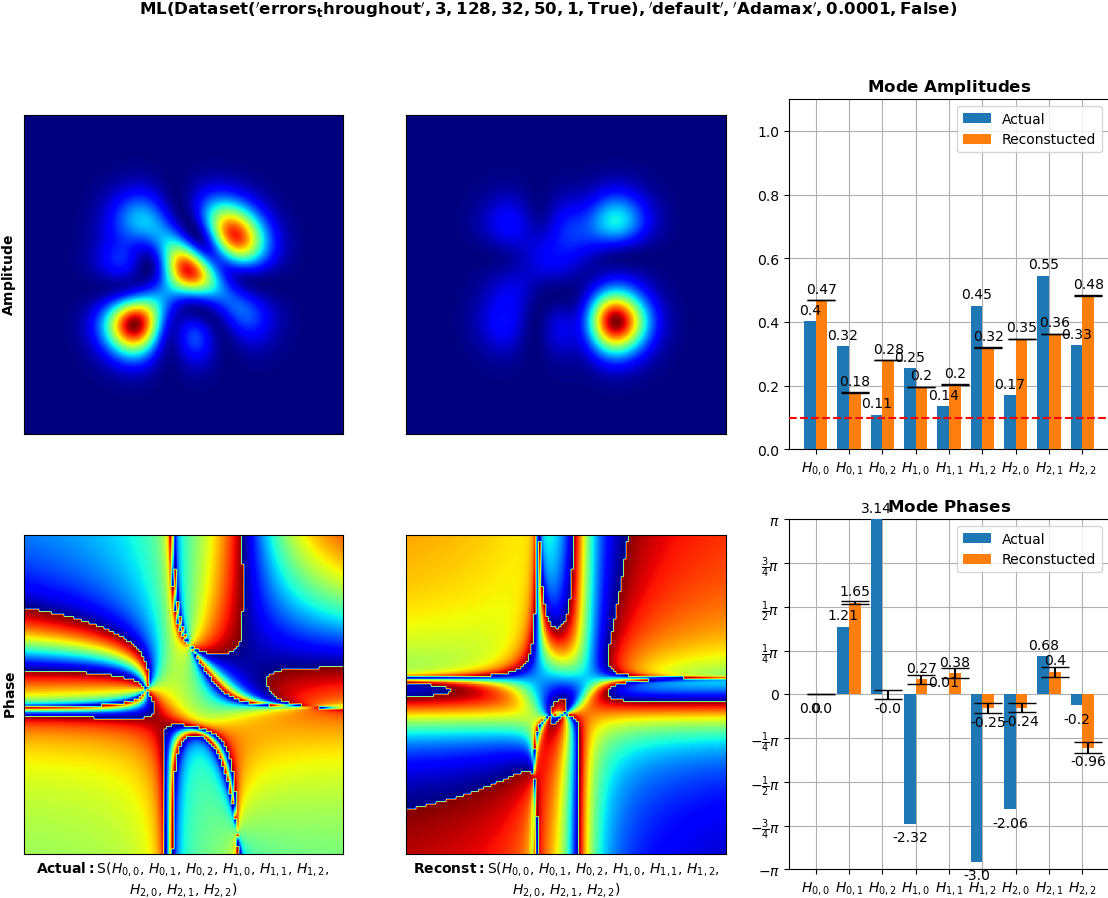 ML(Dataset('errors_throughout', 3, 128, 32, 50, 1, True), 'default', 'Adamax', 0.0001, False)
Amplitude
Mode Amplitudes
Actual
Reconstucted
1.0
0.8
0.6
0.4
0.2
0.0
0.4
0.47
0.32
0.18
0.11
0.28
0.25
0.2
0.14
0.2
0.45
0.32
0.17
0.35
0.55
0.36
0.33
0.48
H0,0 H0,1 H0,2 H1,0 H1,1 H1,2 H2,0 H2,1 H2,2
Phase
Actual: S(H0,0, H0,1, H0,2, H1,0, H1,1, H1,2,
H2,0, H2,1, H2,2)
Reconst: S(H0,0, H0,1, H0,2, H1,0, H1,1, H1,2,
H2,0, H2,1, H2,2)
Mode Phases
Actual
Reconstucted
π
3/4π
1/2π
1/4π
0
−1/4π
−1/2π
−3/4π
−π
0.0
0.0
1.21
1.65
3.14
-0.0
-2.32
0.27
0.01
0.38
-3.0
-0.25
-2.06
-0.24
0.68
0.4
-0.2
-0.96
H0,0 H0,1 H0,2 H1,0 H1,1 H1,2 H2,0 H2,1 H2,2